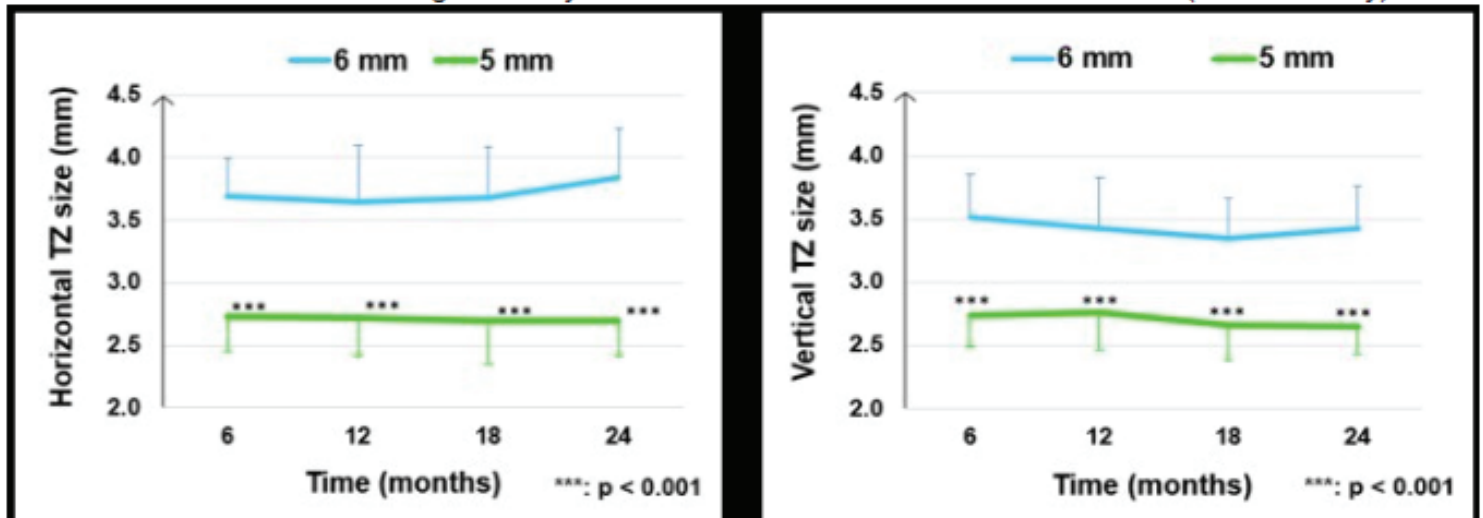 6 mm 5 mm
Horizontal TZ size (mm)
4.5
4.0
3.5
3.0
2.5
2.0
***
***
***
***
6 12 18 24
Time (months)
***: p < 0.001
6 mm 5 mm
Vertical TZ size (mm)
4.5
4.0
3.5
3.0
2.5
2.0
***
***
***
***
6 12 18 24
Time (months)
***: p < 0.001